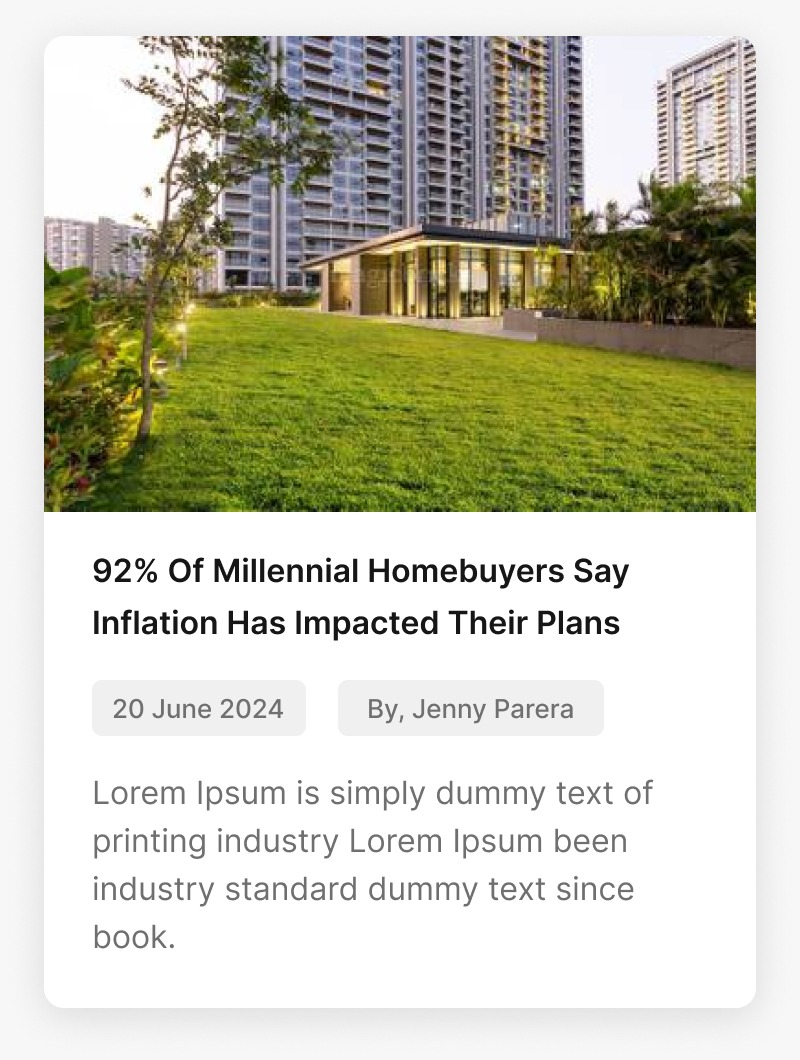 92% Of Millennial Homebuyers Say
Inflation Has Impacted Their Plans
20 June 2024
By, Jenny Parera
Lorem Ipsum is simply dummy text of
printing industry Lorem Ipsum been
industry standard dummy text since
book.